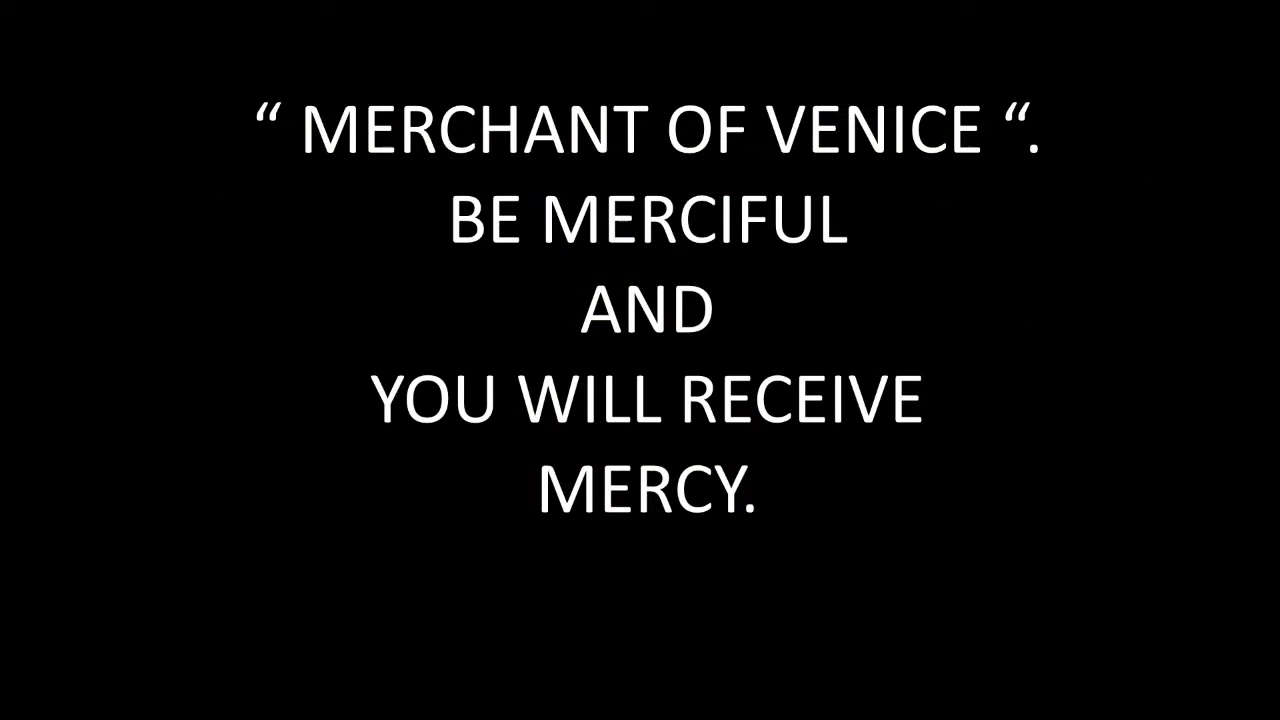 “ MERCHANT OF VENICE “.
BE MERCIFUL
AND
YOU WILL RECEIVE
MERCY.